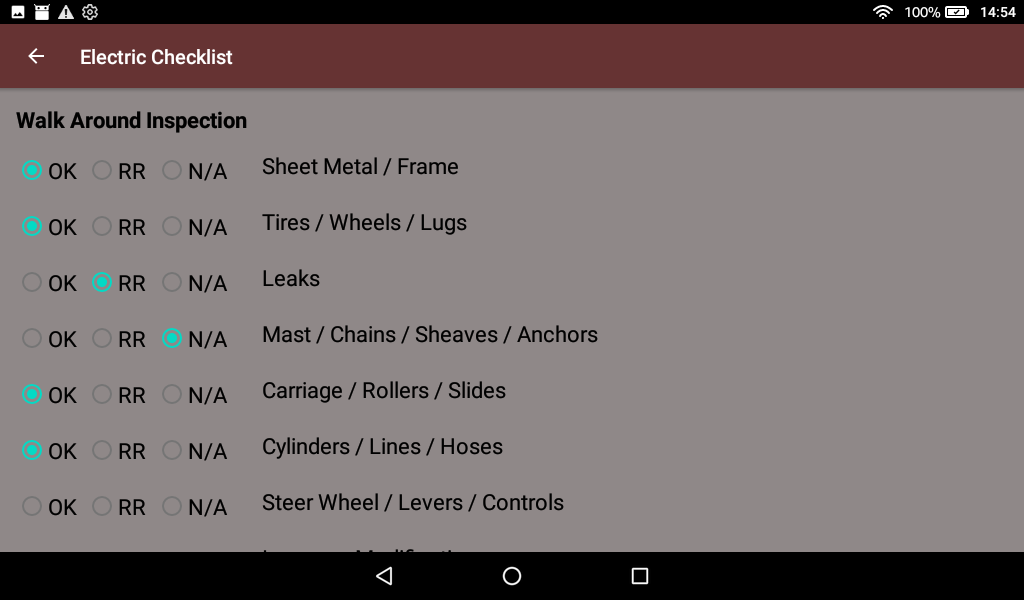 100% 14:54
Electric Checklist
Walk Around Inspection
OK RR N/A Sheet Metal / Frame
OK RR N/A Tires / Wheels / Lugs
OK RR N/A Leaks
OK RR N/A Mast / Chains / Sheaves / Anchors
OK RR N/A Carriage / Rollers / Slides
OK RR N/A Cylinders / Lines / Hoses
OK RR N/A Steer Wheel / Levers / Controls